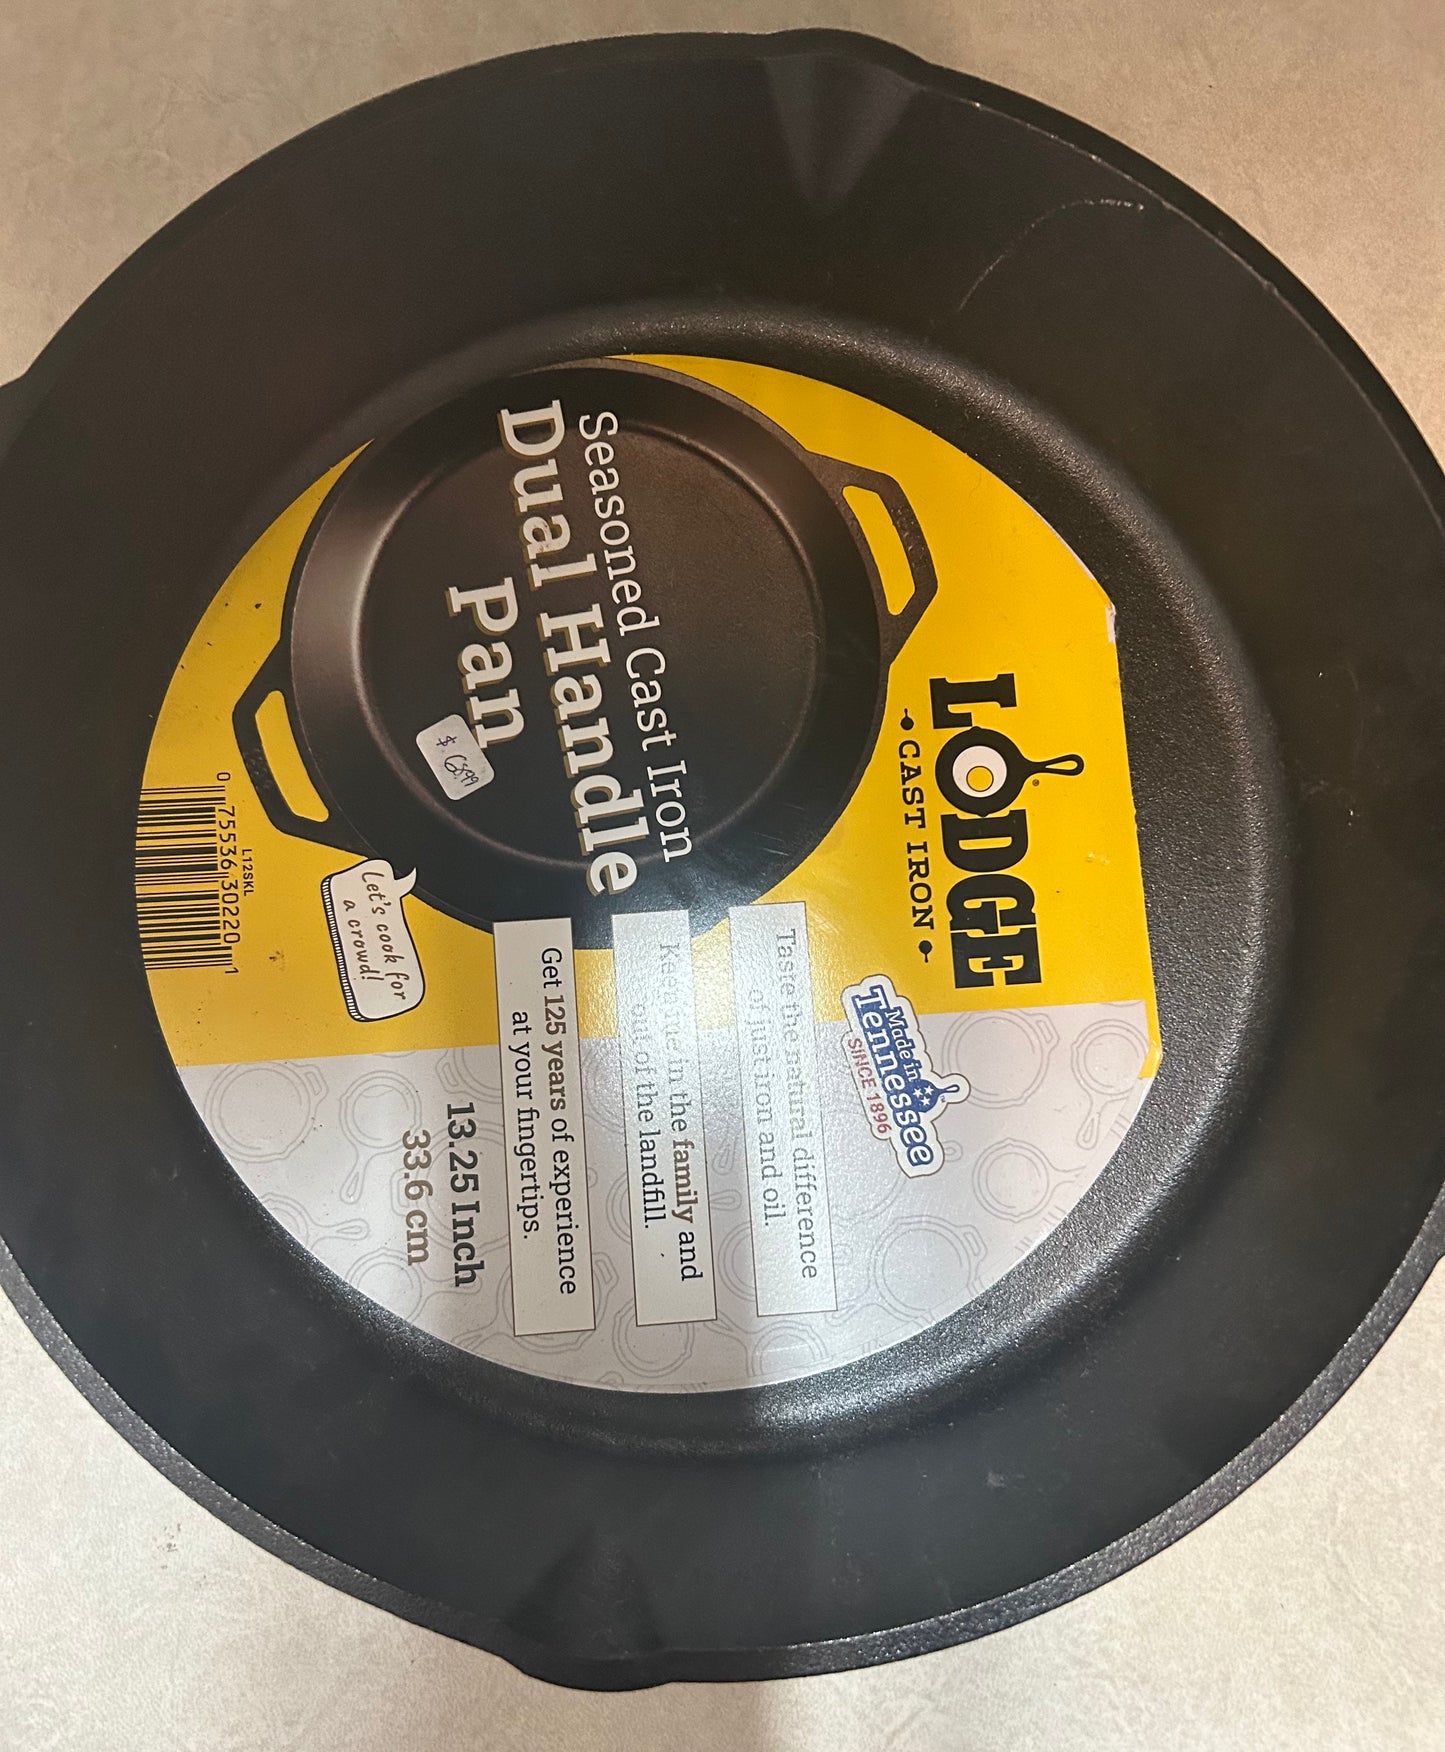 LODGE
CAST IRON
Made in
Tennessee
SINCE 1896
Seasoned Cast Iron
Dual Handle
Pan
$68.99
Taste the natural difference
of just iron and oil.
in the family and
out of the landfill.
Get 125 years of experience
at your fingertips.
13.25 Inch
33.6 cm
Let's cook for
a crowd!
L12SKL
0 75536 30220 1